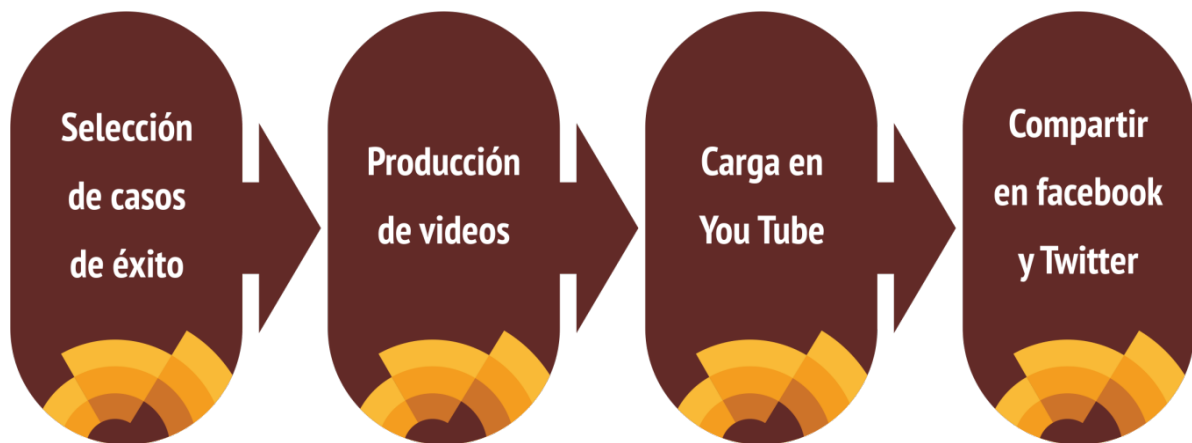 Selección
de casos
de éxito
Producción
de videos
Carga en
You Tube
Compartir
en facebook
y Twitter